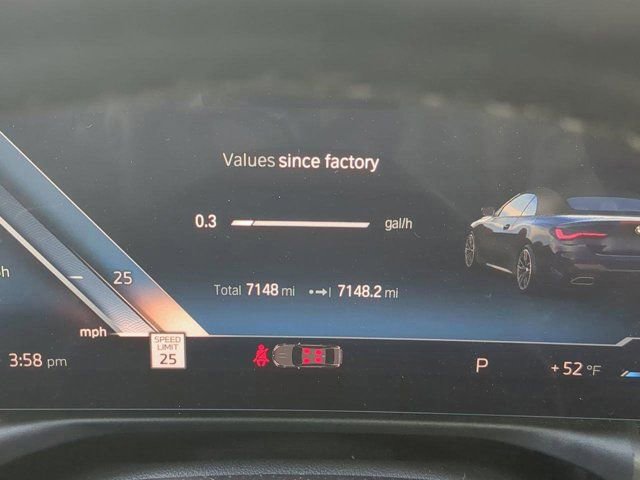 Values since factory
0.3 gal/h
25
Total 7148 mi 7148.2 mi
mph
SPEED
LIMIT
25
3:58 pm
P
+ 52 °F